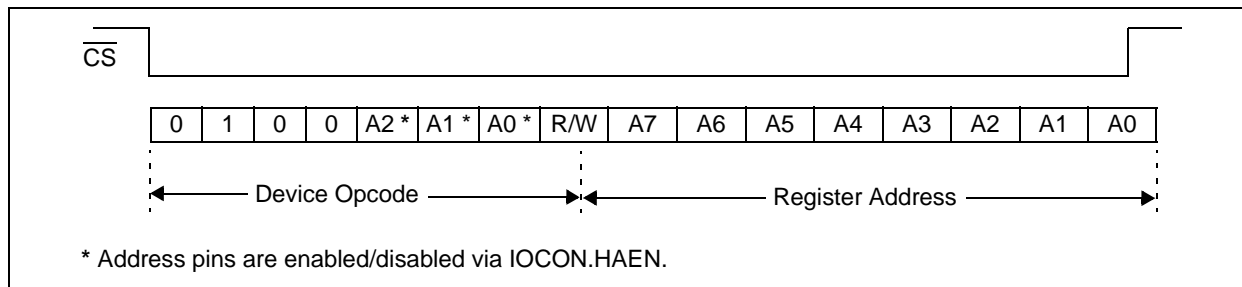 CS
0 1 0 0 A2 * A1 * A0 * R/W A7 A6 A5 A4 A3 A2 A1 A0
Device Opcode Register Address
* Address pins are enabled/disabled via IOCON.HAEN.